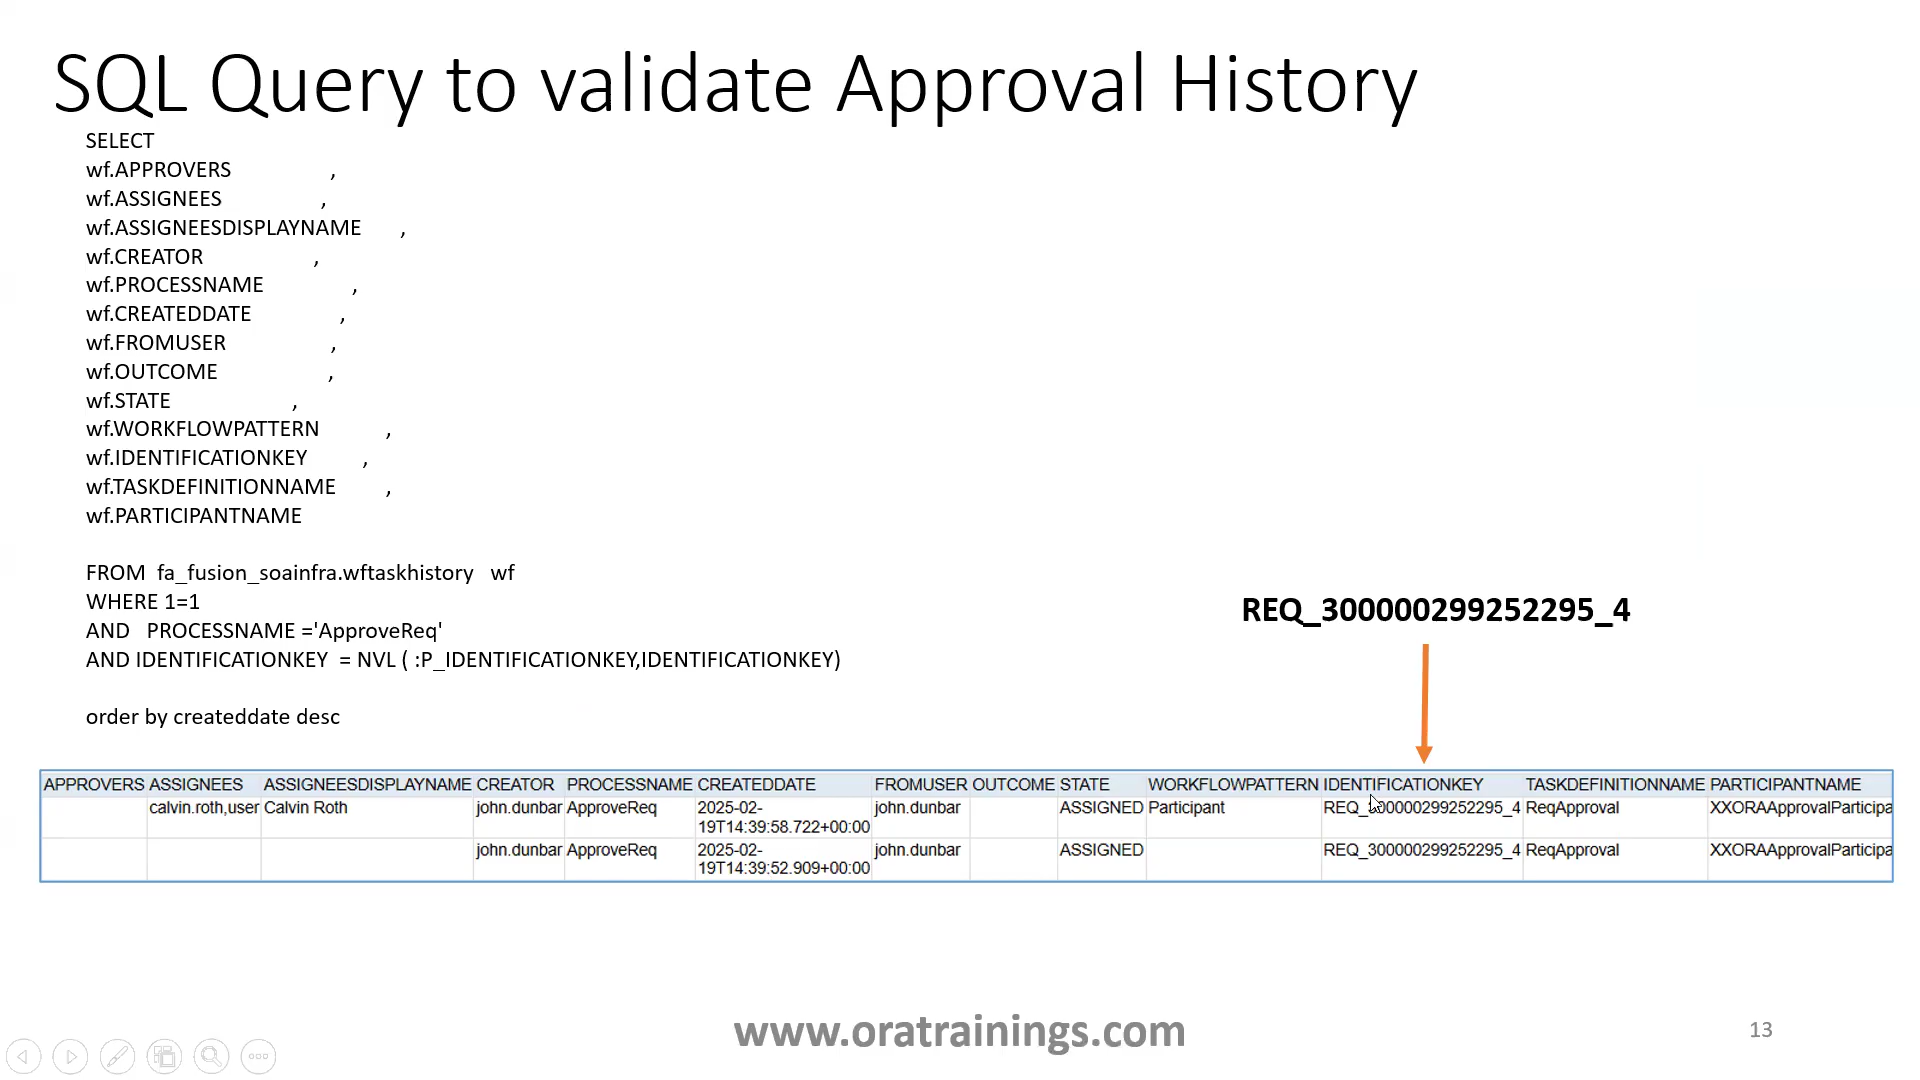 SQL Query to validate Approval History
SELECT
wf.APPROVERS ,
wf.ASSIGNEES ,
wf.ASSIGNEESDISPLAYNAME ,
wf.CREATOR ,
wf.PROCESSNAME ,
wf.CREATEDDATE ,
wf.FROMUSER ,
wf.OUTCOME ,
wf.STATE ,
wf.WORKFLOWPATTERN ,
wf.IDENTIFICATIONKEY ,
wf.TASKDEFINITIONNAME ,
wf.PARTICIPANTNAME
FROM fa_fusion_soainfra.wftaskhistory wf
WHERE 1=1
AND PROCESSNAME ='ApproveReq'
AND IDENTIFICATIONKEY = NVL ( :P_IDENTIFICATIONKEY,IDENTIFICATIONKEY)
order by createddate desc
REQ_300000299252295_4
APPROVERS ASSIGNEES ASSIGNEESDISPLAYNAME CREATOR PROCESSNAME CREATEDDATE FROMUSER OUTCOME STATE WORKFLOWPATTERN IDENTIFICATIONKEY TASKDEFINITIONNAME PARTICIPANTNAME
calvin.roth,user Calvin Roth john.dunbar ApproveReq 2025-02- john.dunbar ASSIGNED Participant REQ_300000299252295_4 ReqApproval XXORAApprovalParticipa
19T14:39:58.722+00:00
john.dunbar ApproveReq 2025-02- john.dunbar ASSIGNED REQ_300000299252295_4 ReqApproval XXORAApprovalParticipa
19T14:39:52.909+00:00
www.oratrainings.com
13